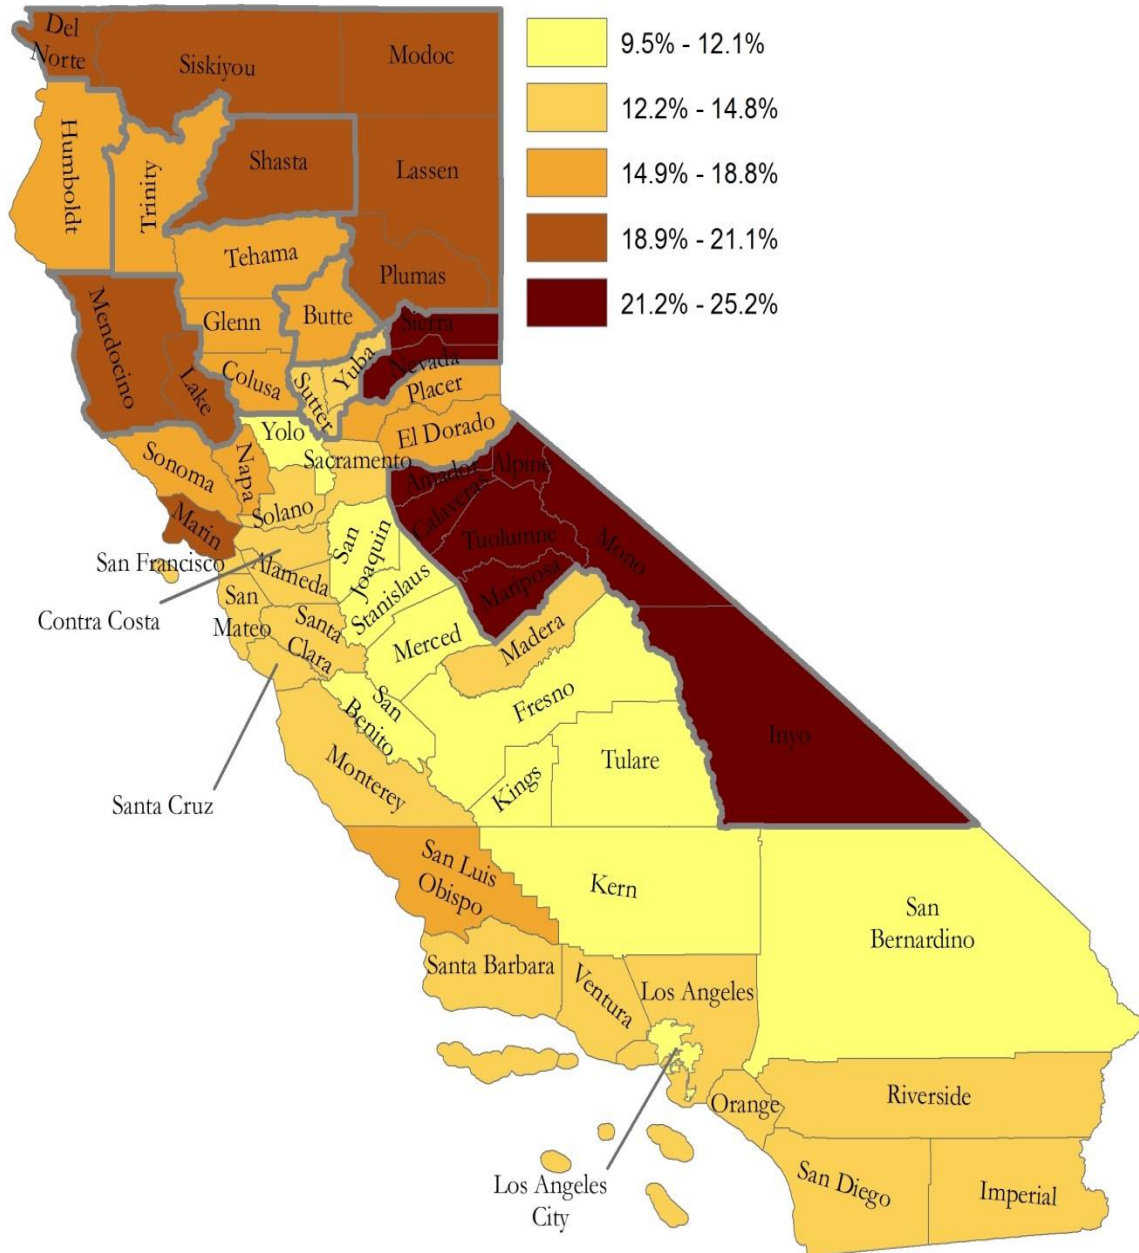 9.5% - 12.1%
12.2% - 14.8%
14.9% - 18.8%
18.9% - 21.1%
21.2% - 25.2%
Del
Norte
Siskiyou
Modoc
Humboldt
Trinity
Shasta
Lassen
Tehama
Plumas
Mendocino
Glenn
Butte
Sierra
Lake
Colusa
Sutter
Yuba
Nevada
Placer
Yolo
El Dorado
Sonoma
Napa
Sacramento
Amador
Alpine
Solano
Calaveras
Marin
San
Joaquin
Tuolumne
Mono
San Francisco
Alameda
Stanislaus
Mariposa
Contra Costa
San
Mateo
Santa
Clara
Merced
Madera
San
Benito
Fresno
Inyo
Santa Cruz
Monterey
Kings
Tulare
San Luis
Obispo
Kern
San
Bernardino
Santa Barbara
Ventura
Los Angeles
Orange
Riverside
Los Angeles
City
San Diego
Imperial